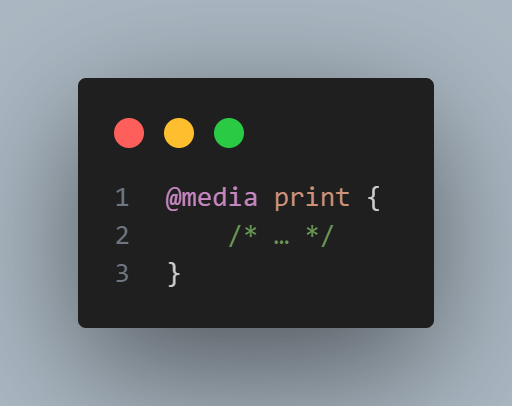 1 @media print {
2     /* … */
3 }